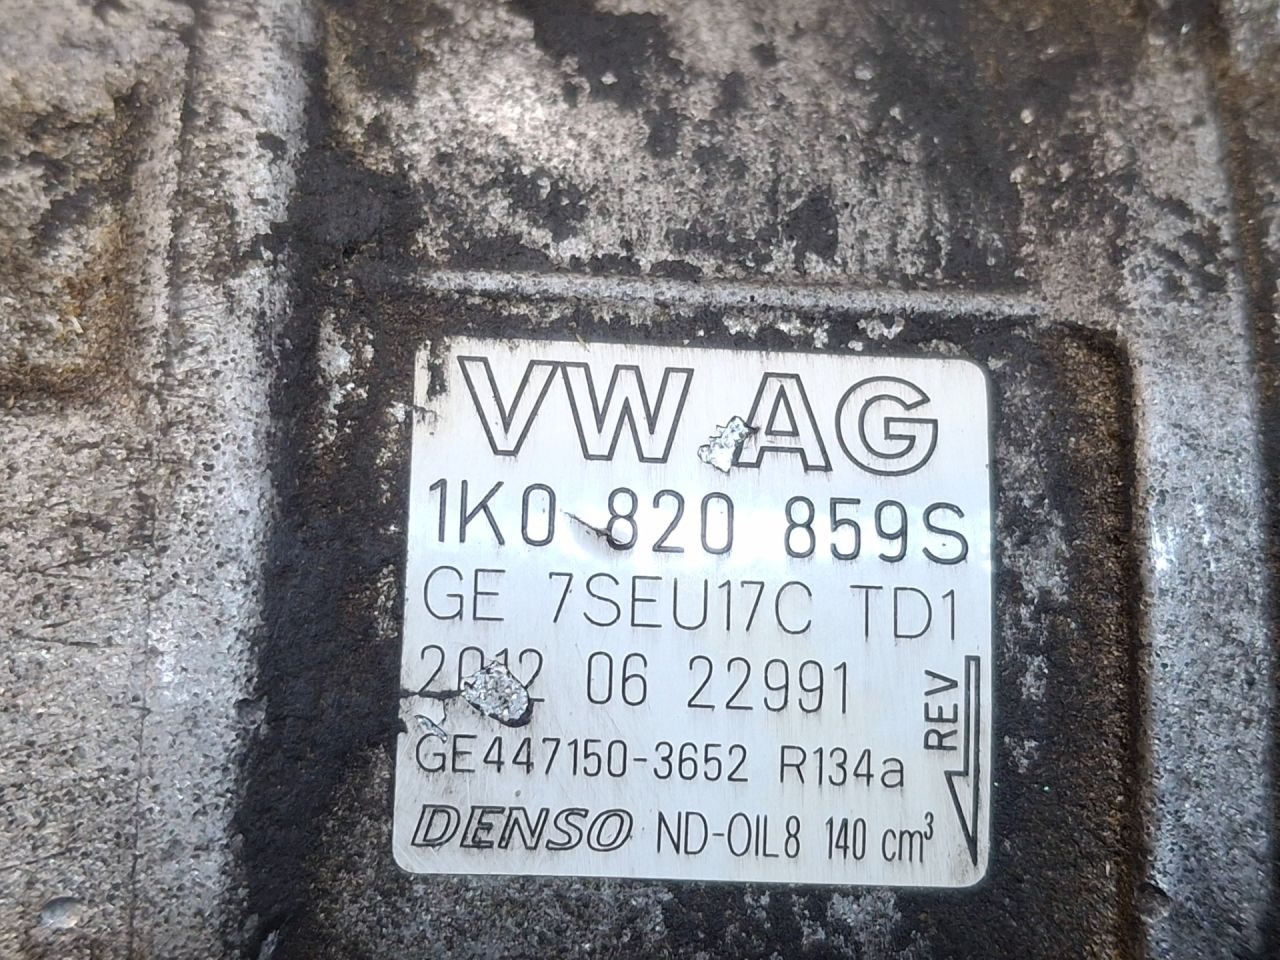 VW AG
1K0 820 859S
GE 7SEU17C TD1
2012 06 22991
GE447150-3652 R134a
REV
DENSO ND-OIL8 140 cm³